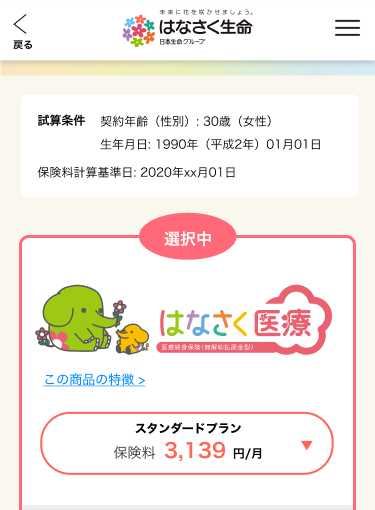 未来に花を咲かせましょう。
はなさく生命
日本生命グループ
戻る
試算条件 契約年齢（性別）: 30歳（女性）
生年月日: 1990年（平成2年）01月01日
保険料計算基準日: 2020年xx月01日
選択中
はなさく医療
医療終身保険（無解約払戻金型）
この商品の特徴 >
スタンダードプラン
保険料 3,139 円/月
▼